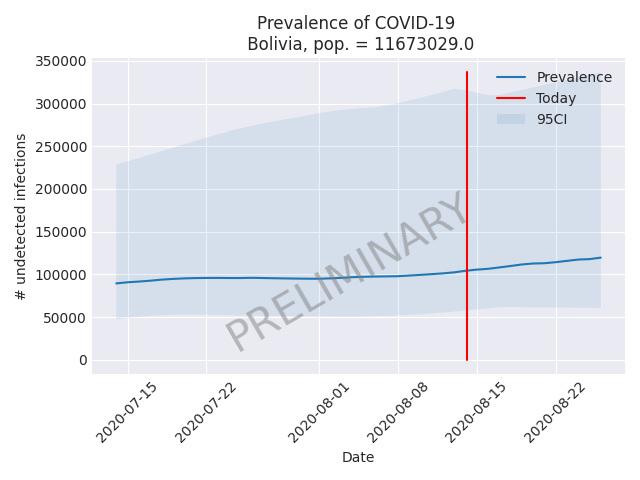 Prevalence of COVID-19
Bolivia, pop. = 11673029.0
350000
300000
250000
200000
150000
100000
50000
0
# undetected infections
Prevalence
Today
95CI
PRELIMINARY
2020-07-15
2020-07-22
2020-08-01
2020-08-08
2020-08-15
2020-08-22
Date